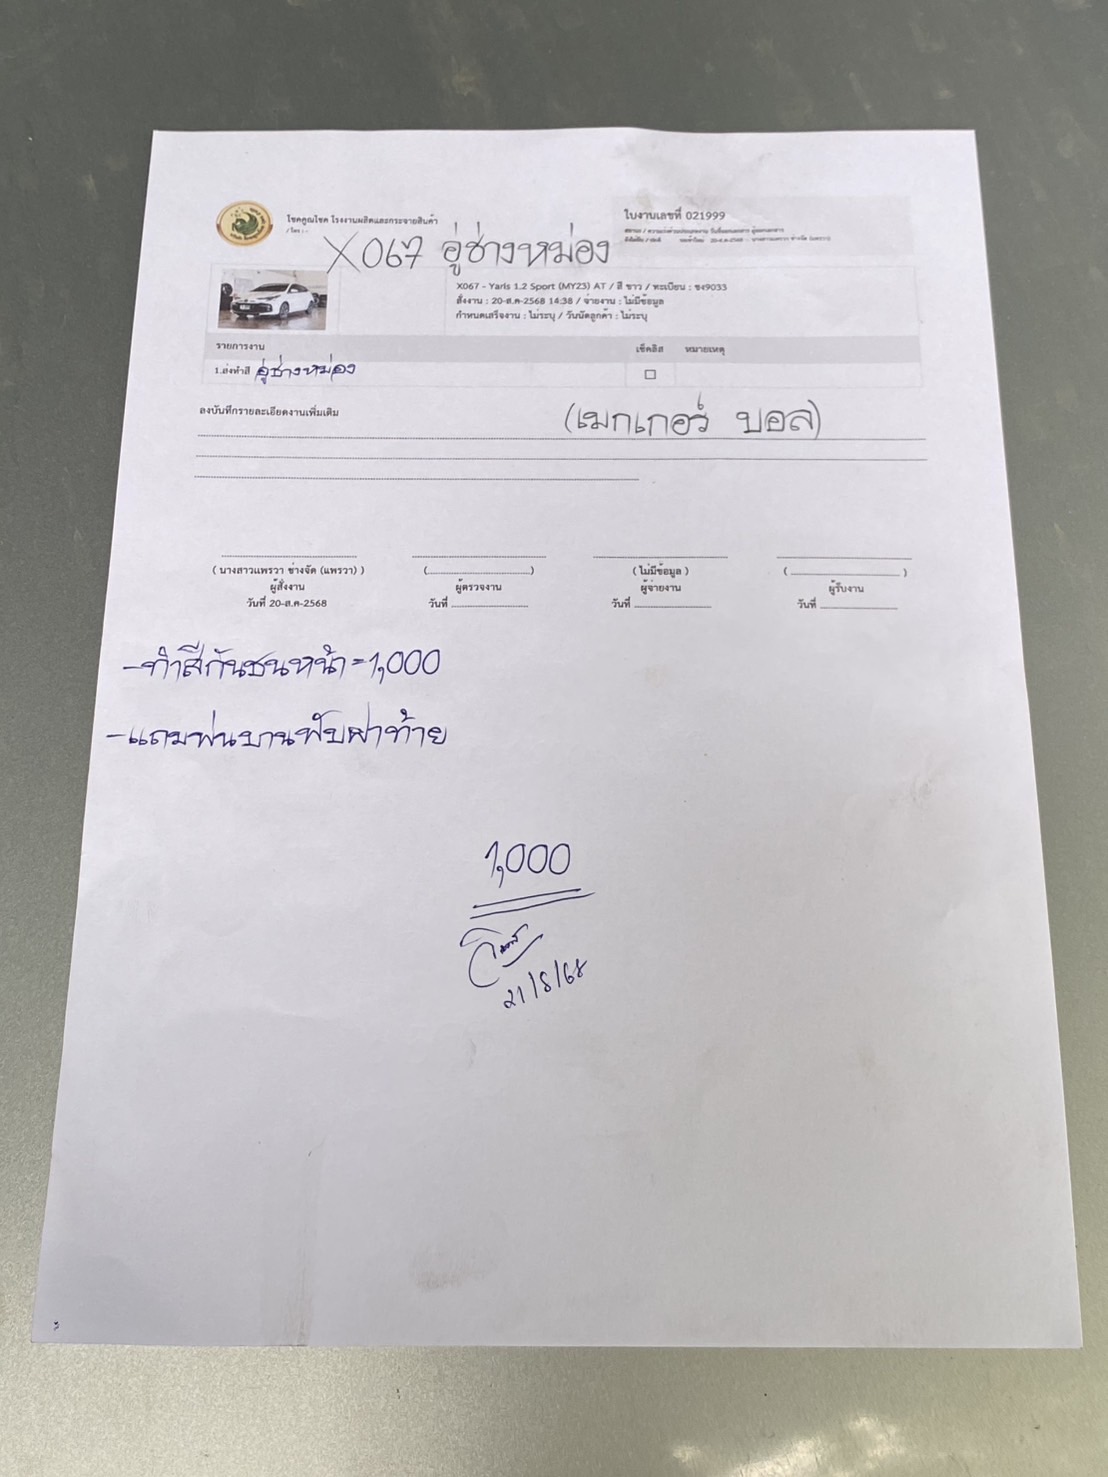 โชคคูณโชค โรงงานผลิตและกระจายสินค้า
/ โทร : -
ใบงานเลขที่ 021999
X067 อู่ช่างหม่อง
X067 - Yaris 1.2 Sport (MY23) AT / สี ขาว / ทะเบียน : ขง9033
สั่งงาน : 20-ส.ค-2568 14:38 / จ่ายงาน : ไม่มีข้อมูล
กำหนดเสร็จงาน : ไม่ระบุ / วันนัดลูกค้า : ไม่ระบุ
รายการงาน เช็คลิส หมายเหตุ
1.ส่งทำสี อู่ช่างหม่อง
ลงบันทึกรายละเอียดงานเพิ่มเติม
(เมกเกอร์ บอล)
( นางสาวแพรวา ช่างจัด (แพรวา) ) (ไม่มีข้อมูล )
ผู้สั่งงาน ผู้ตรวจงาน ผู้จ่ายงาน ผู้รับงาน
วันที่ 20-ส.ค-2568 วันที่ วันที่ วันที่
-ทำสีกันชนหน้า=1,000
-แถมพ่นบานพับฝาท้าย
1,000
21/8/68